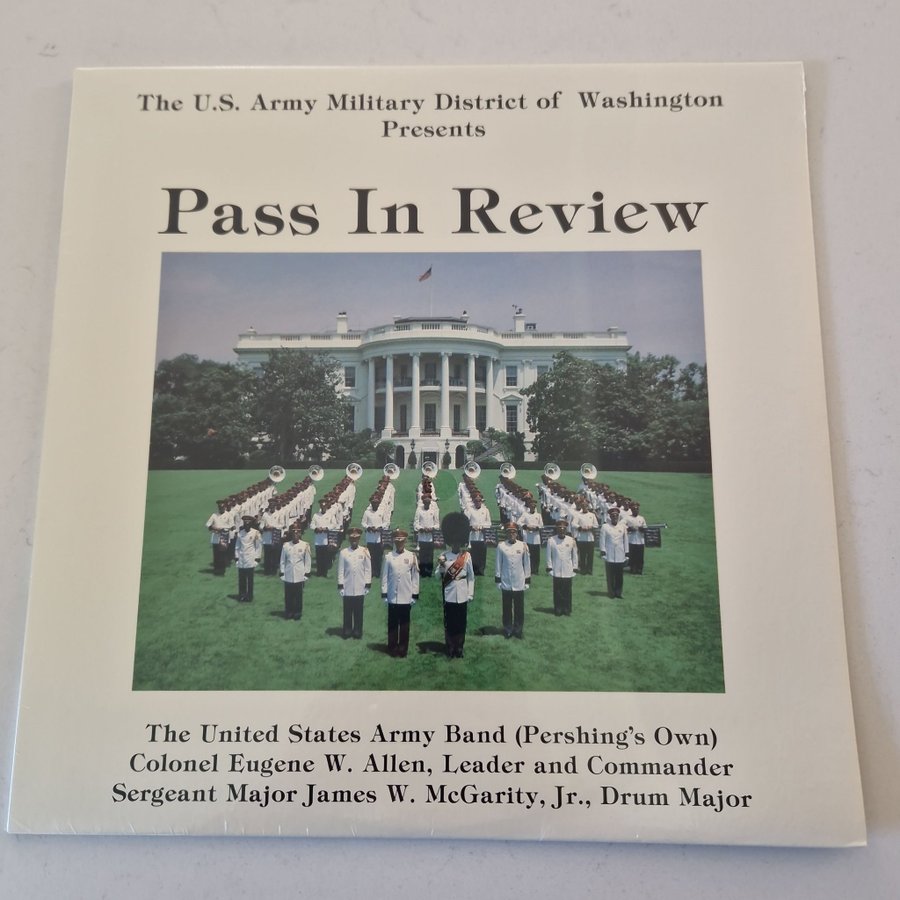 The U.S. Army Military District of Washington
Presents
Pass In Review
The United States Army Band (Pershing's Own)
Colonel Eugene W. Allen, Leader and Commander
Sergeant Major James W. McGarity, Jr., Drum Major